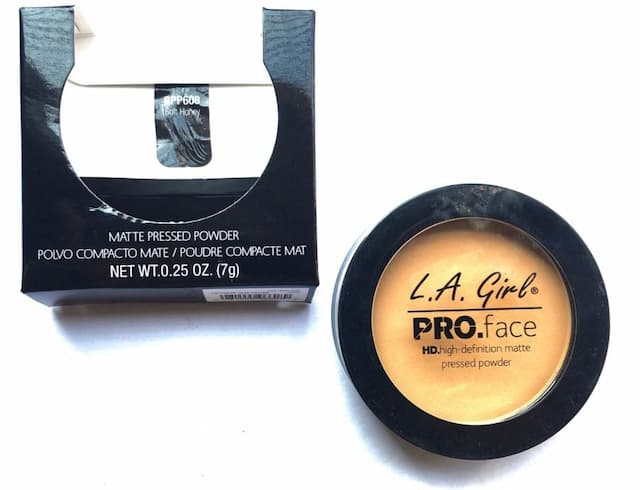 #PP608
Soft Honey
MATTE PRESSED POWDER
POLVO COMPACTO MATE / POUDRE COMPACTE MAT
NET WT.0.25 OZ. (7g)
L.A. Girl®
PRO.face
HD.high-definition matte
pressed powder